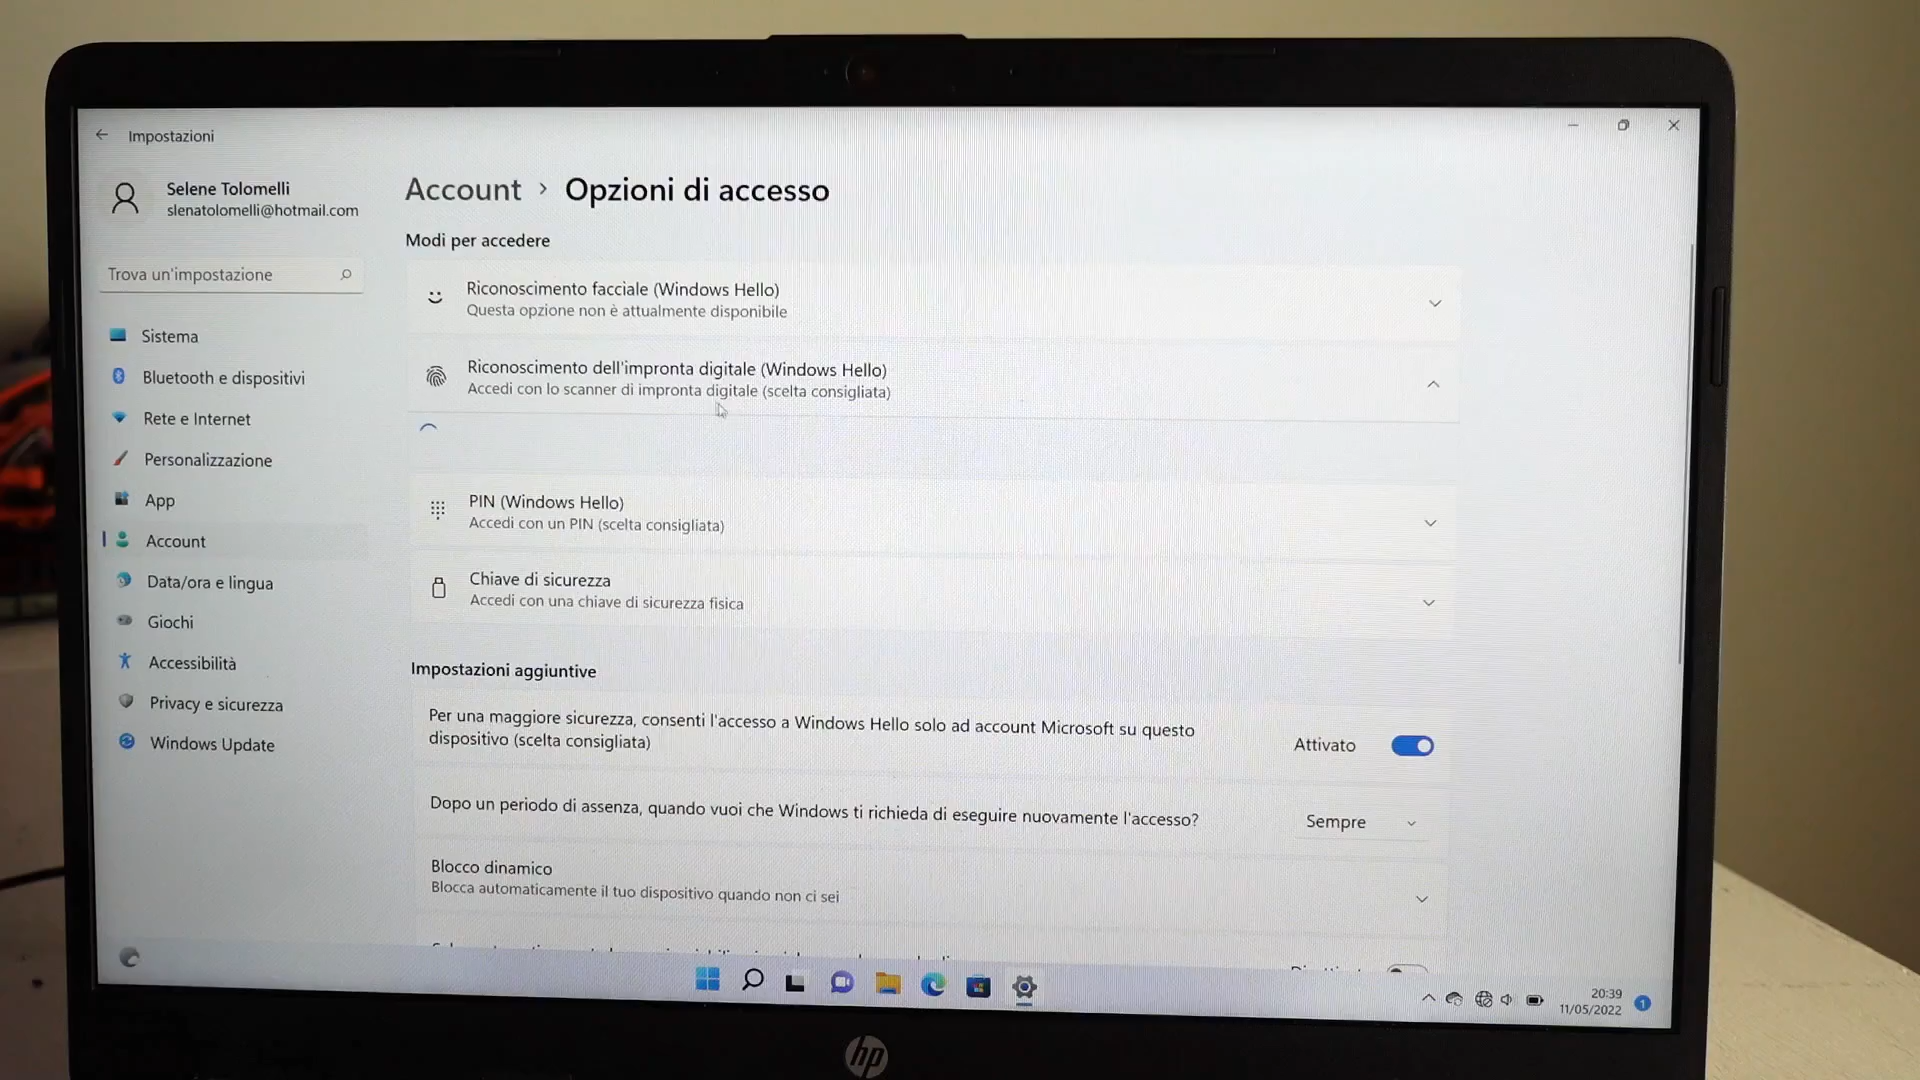 Impostazioni
Selene Tolomelli
slenatolomelli@hotmail.com
Trova un'impostazione
Sistema
Bluetooth e dispositivi
Rete e Internet
Personalizzazione
App
Account
Data/ora e lingua
Giochi
Accessibilità
Privacy e sicurezza
Windows Update
Account > Opzioni di accesso
Modi per accedere
Riconoscimento facciale (Windows Hello)
Questa opzione non è attualmente disponibile
Riconoscimento dell'impronta digitale (Windows Hello)
Accedi con lo scanner di impronta digitale (scelta consigliata)
PIN (Windows Hello)
Accedi con un PIN (scelta consigliata)
Chiave di sicurezza
Accedi con una chiave di sicurezza fisica
Impostazioni aggiuntive
Per una maggiore sicurezza, consenti l'accesso a Windows Hello solo ad account Microsoft su questo
dispositivo (scelta consigliata)
Attivato
Dopo un periodo di assenza, quando vuoi che Windows ti richieda di eseguire nuovamente l'accesso?
Sempre
Blocco dinamico
Blocca automaticamente il tuo dispositivo quando non ci sei
20:39
11/05/2022
1
hp